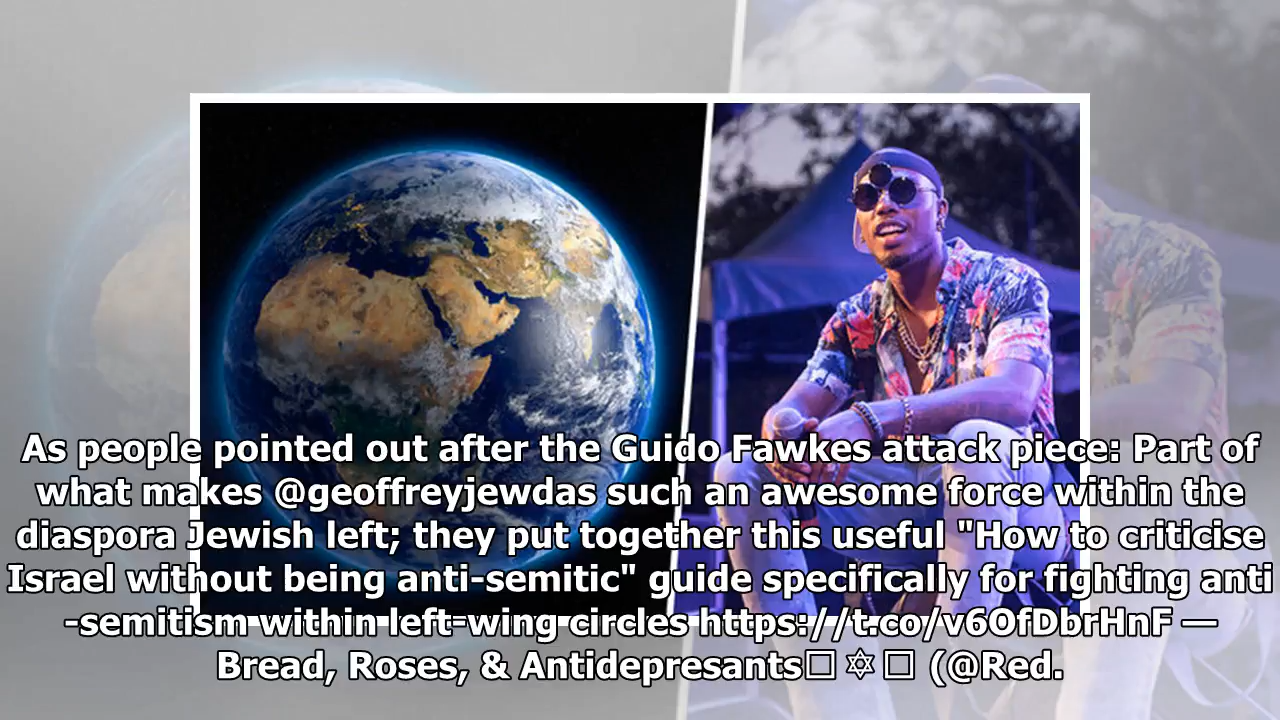 As people pointed out after the Guido Fawkes attack piece: Part of
what makes @geoffreyjewdas such an awesome force within the
diaspora Jewish left; they put together this useful "How to criticise
Israel without being anti-semitic" guide specifically for fighting anti
-semitism within left-wing circles https://t.co/v6OfDbrHnF —
Bread, Roses, & Antidepresants□ ✡ □ (@Red.